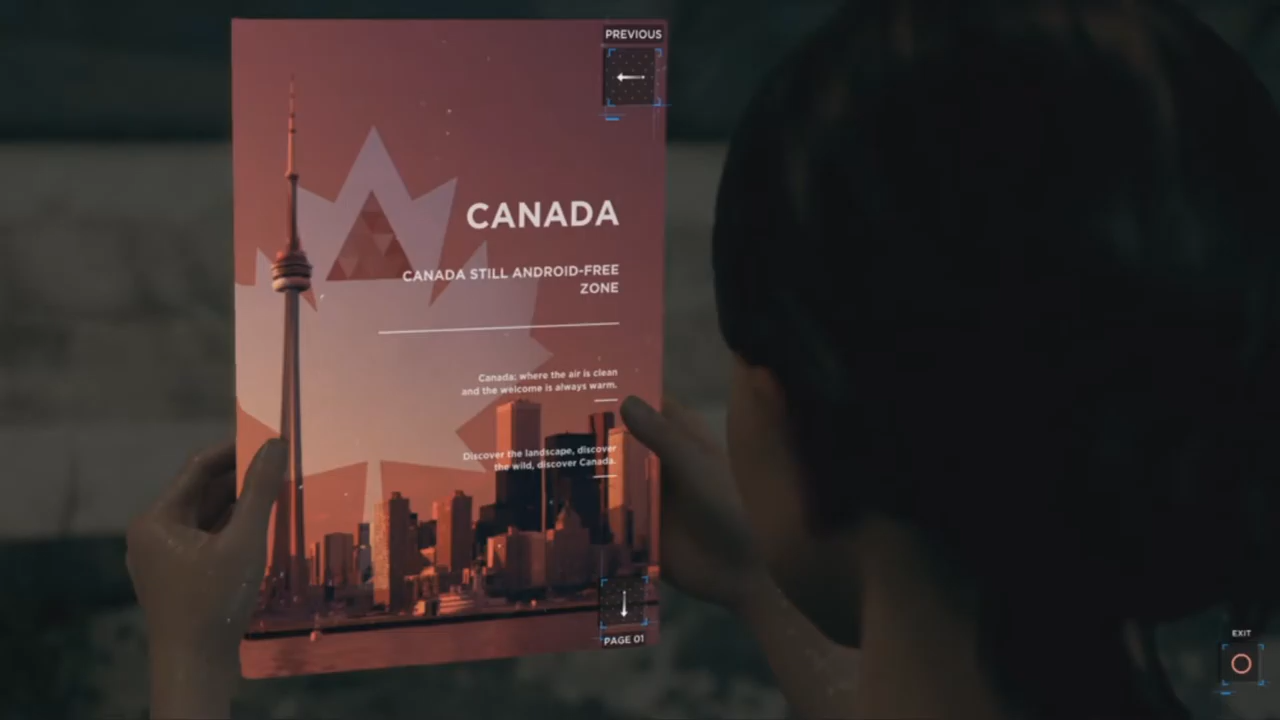 PREVIOUS
CANADA
CANADA STILL ANDROID-FREE
ZONE
Canada: where the air is clean
and the welcome is always warm.
Discover the landscape, discover
the wild, discover Canada.
PAGE 01
EXIT